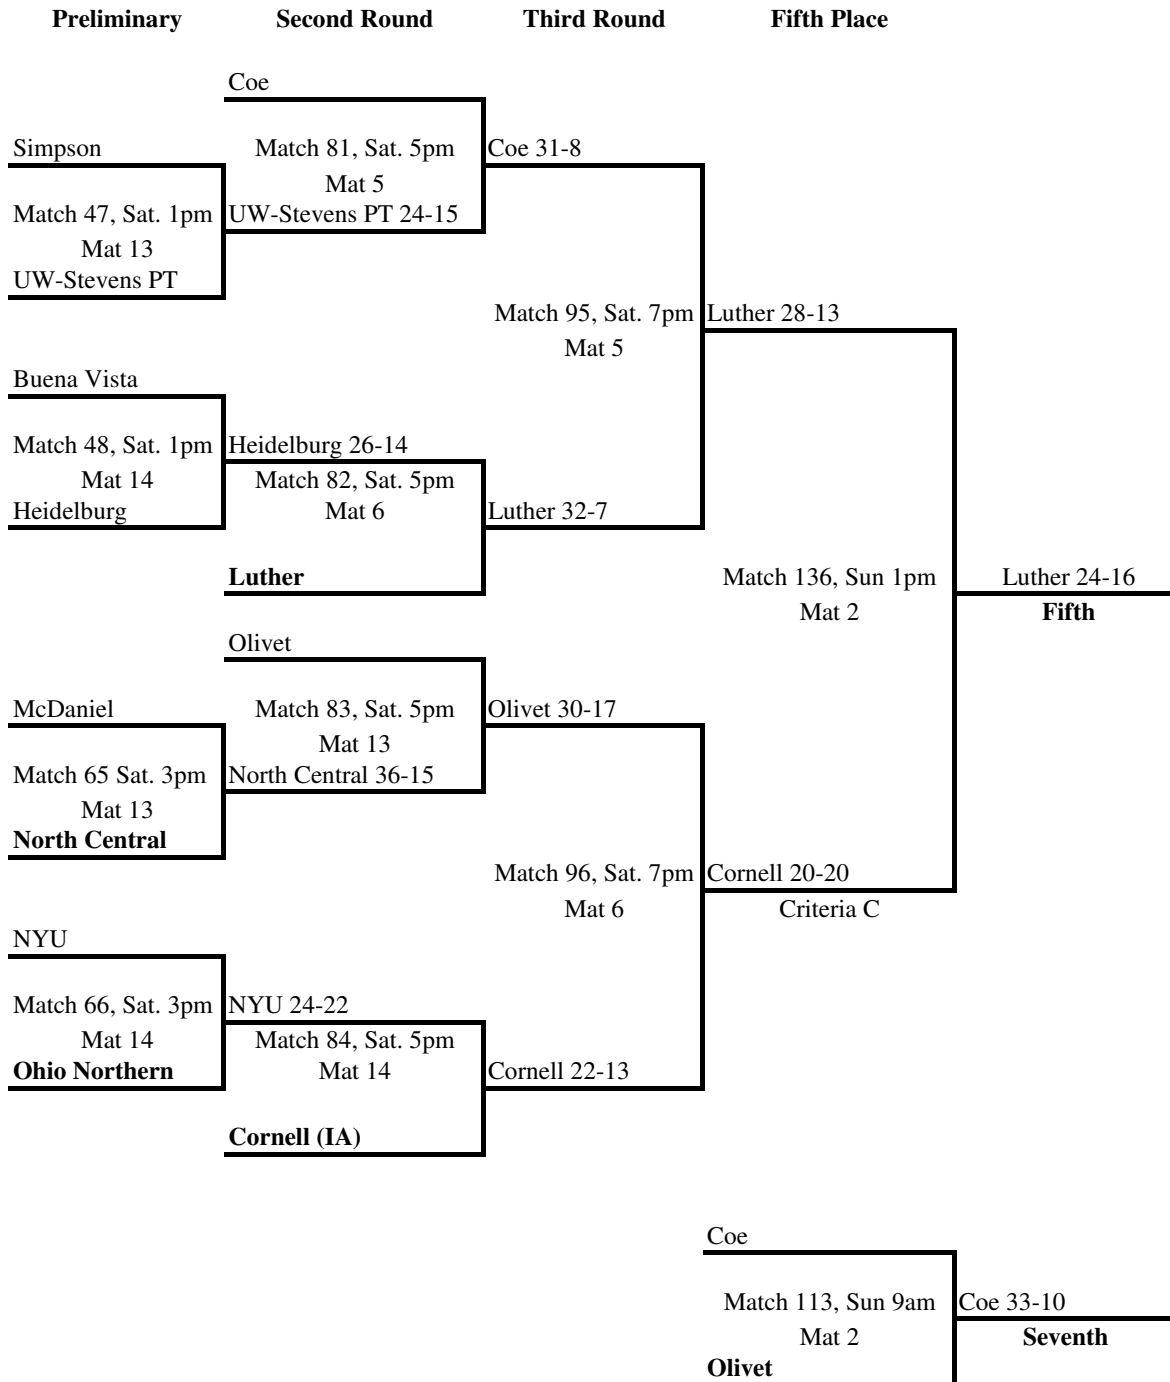 Preliminary Second Round Third Round Fifth Place
Coe
Simpson Match 81, Sat. 5pm Coe 31-8
Mat 5
Match 47, Sat. 1pm UW-Stevens PT 24-15
Mat 13
UW-Stevens PT
Match 95, Sat. 7pm Luther 28-13
Mat 5
Buena Vista
Match 48, Sat. 1pm Heidelburg 26-14
Mat 14 Match 82, Sat. 5pm
Heidelburg Mat 6 Luther 32-7
Luther Match 136, Sun 1pm Luther 24-16
Mat 2 Fifth
Olivet
McDaniel Match 83, Sat. 5pm Olivet 30-17
Mat 13
Match 65 Sat. 3pm North Central 36-15
Mat 13
North Central
Match 96, Sat. 7pm Cornell 20-20
Mat 6 Criteria C
NYU
Match 66, Sat. 3pm NYU 24-22
Mat 14 Match 84, Sat. 5pm
Ohio Northern Mat 14 Cornell 22-13
Cornell (IA)
Coe
Match 113, Sun 9am Coe 33-10
Mat 2 Seventh
Olivet